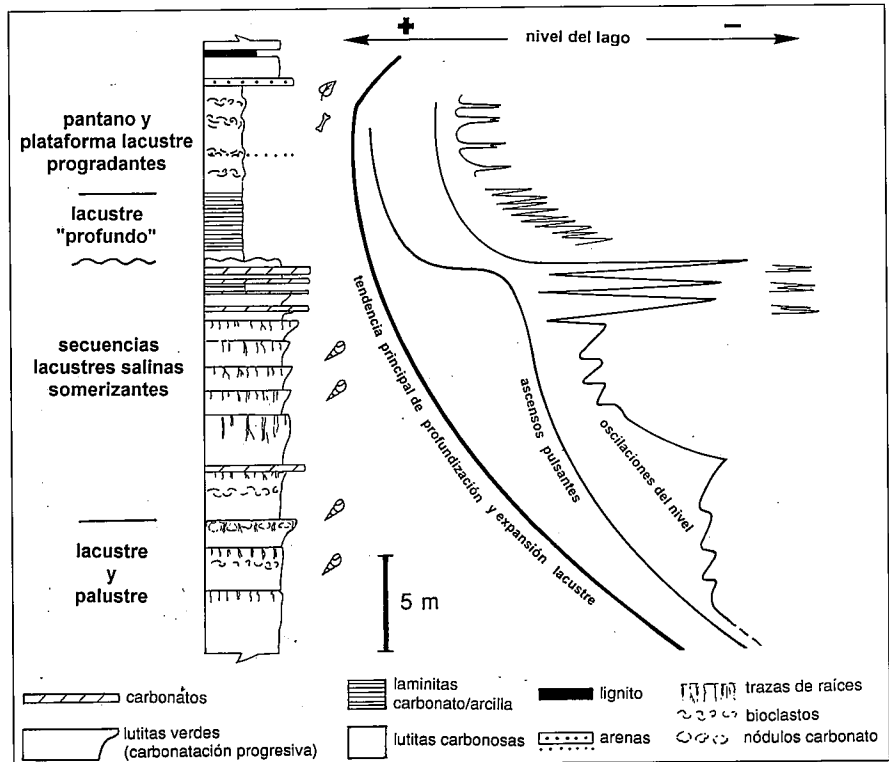 +
nivel del lago
−
pantano y
plataforma lacustre
progradantes
lacustre
"profundo"
secuencias
lacustres salinas
somerizantes
lacustre
y
palustre
5 m
tendencia principal de profundización y expansión lacustre
ascensos pulsantes
oscilaciones del nivel
carbonatos
lutitas verdes
(carbonatación progresiva)
laminitas
carbonato/arcilla
lutitas carbonosas
lignito
arenas
trazas de raíces
bioclastos
nódulos carbonato